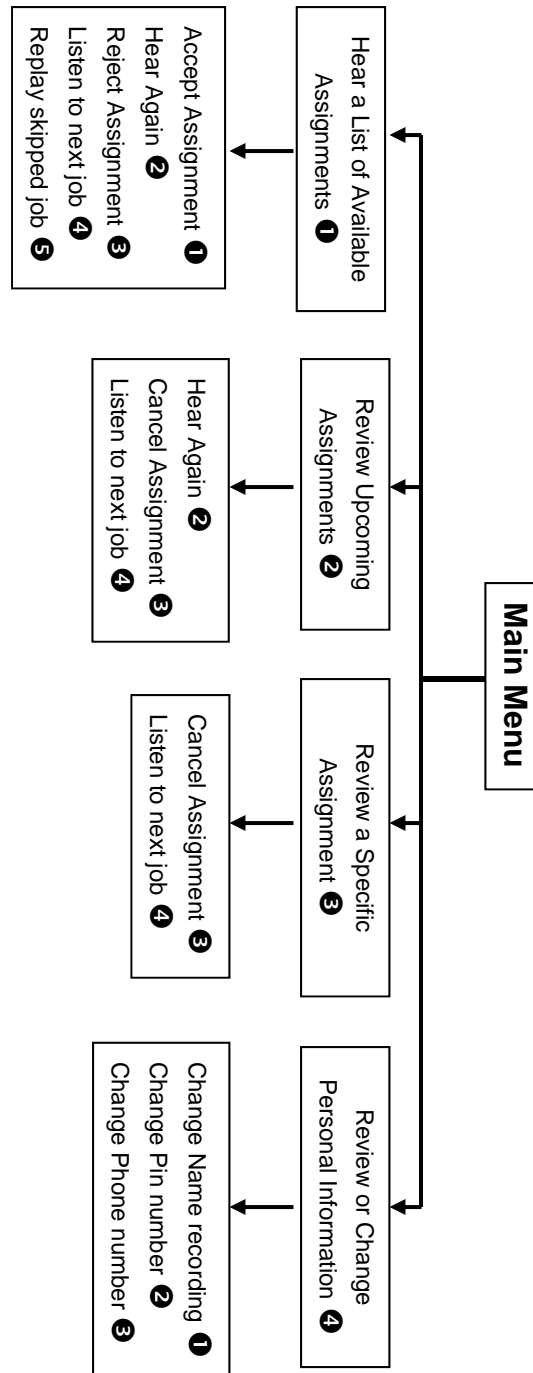 Main Menu
Hear a List of Available
Assignments ❶
Accept Assignment ❶
Hear Again ❷
Reject Assignment ❸
Listen to next job ❹
Replay skipped job ❺
Review Upcoming
Assignments ❷
Hear Again ❷
Cancel Assignment ❸
Listen to next job ❹
Review a Specific
Assignment ❸
Cancel Assignment ❸
Listen to next job ❹
Review or Change
Personal Information ❹
Change Name recording ❶
Change Pin number ❷
Change Phone number ❸